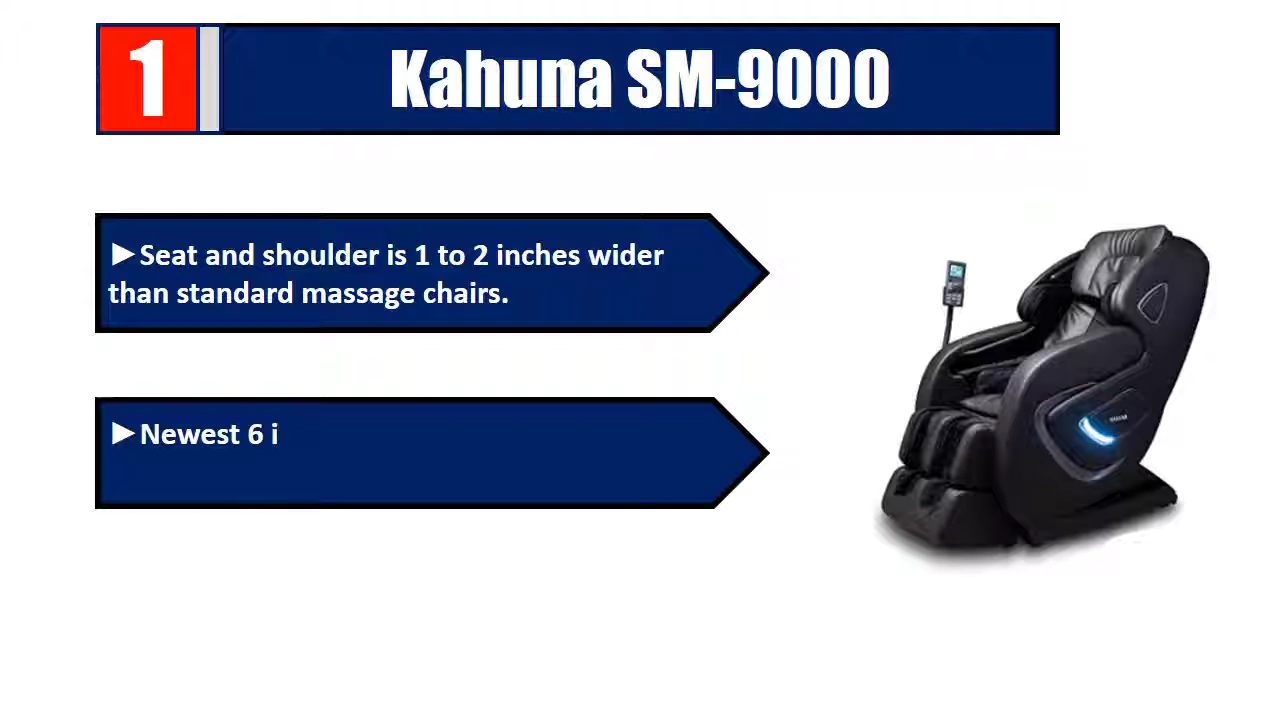 1
Kahuna SM-9000
►Seat and shoulder is 1 to 2 inches wider
than standard massage chairs.
►Newest 6 i